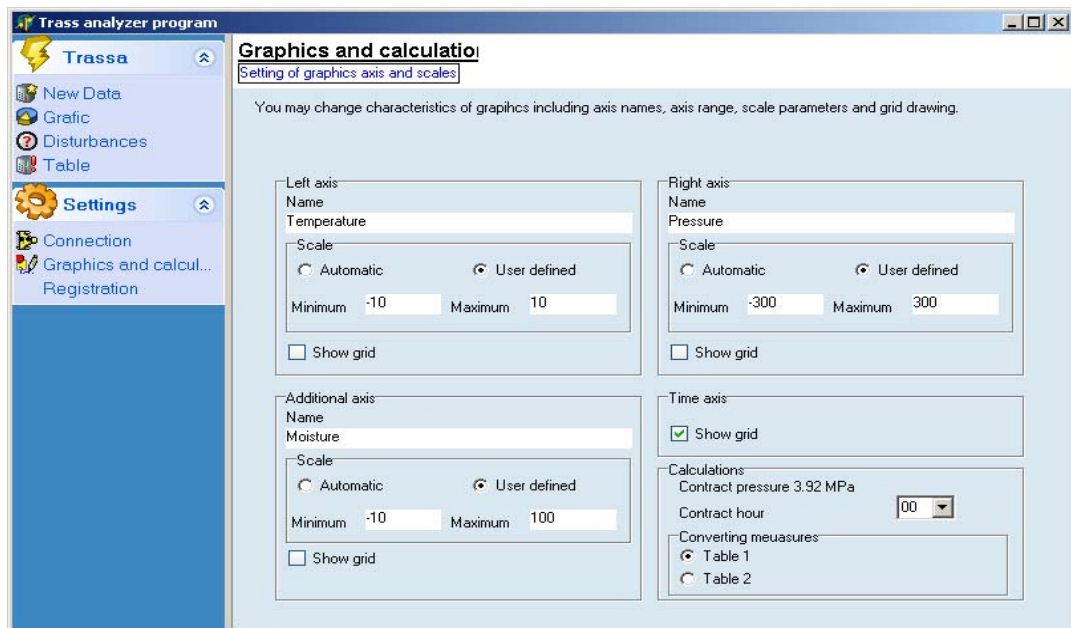 Trass analyzer program
Trassa
New Data
Grafic
Disturbances
Table
Settings
Connection
Graphics and calcul...
Registration
Graphics and calculatio
Setting of graphics axis and scales
You may change characteristics of grapihcs including axis names, axis range, scale parameters and grid drawing.
Left axis
Name
Temperature
Scale
Automatic
User defined
Minimum -10 Maximum 10
Show grid
Right axis
Name
Pressure
Scale
Automatic
User defined
Minimum -300 Maximum 300
Show grid
Additional axis
Name
Moisture
Scale
Automatic
User defined
Minimum -10 Maximum 100
Show grid
Time axis
Show grid
Calculations
Contract pressure 3.92 MPa
Contract hour 00
Converting meuasures
Table 1
Table 2